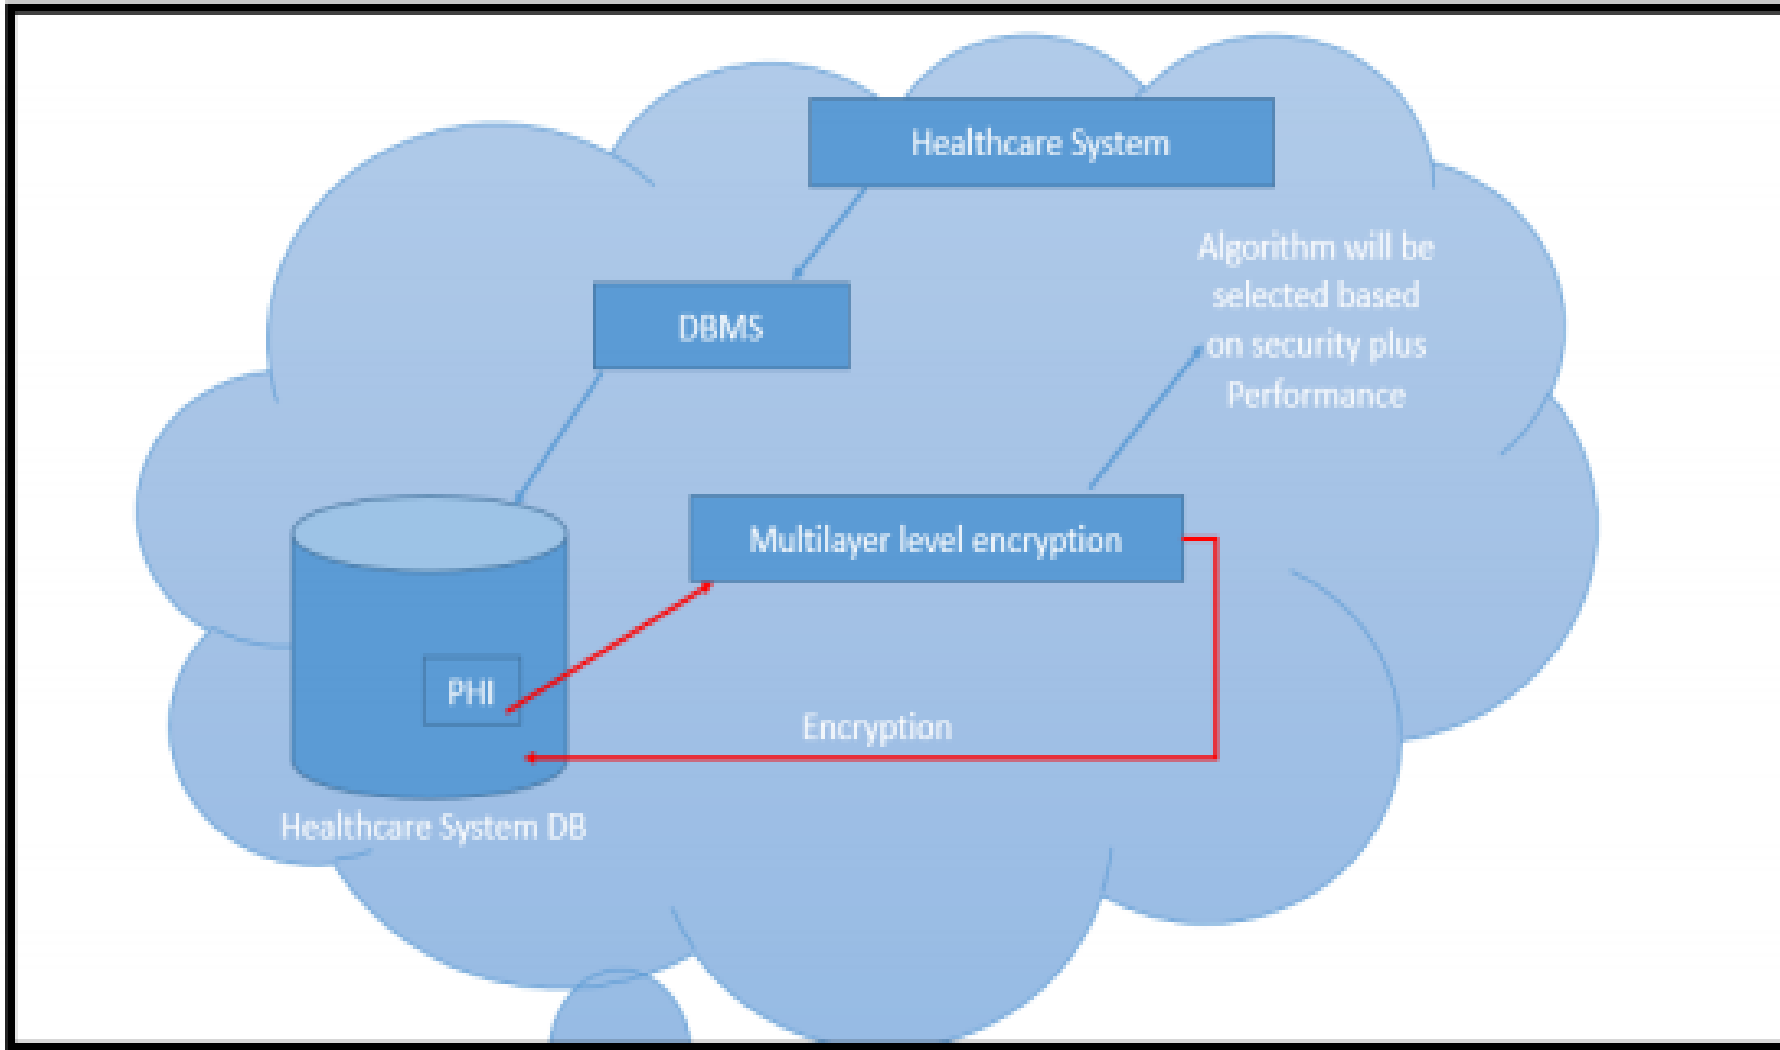 Healthcare System
Algorithm will be
selected based
on security plus
Performance
DBMS
Multilayer level encryption
PHI
Encryption
Healthcare System DB